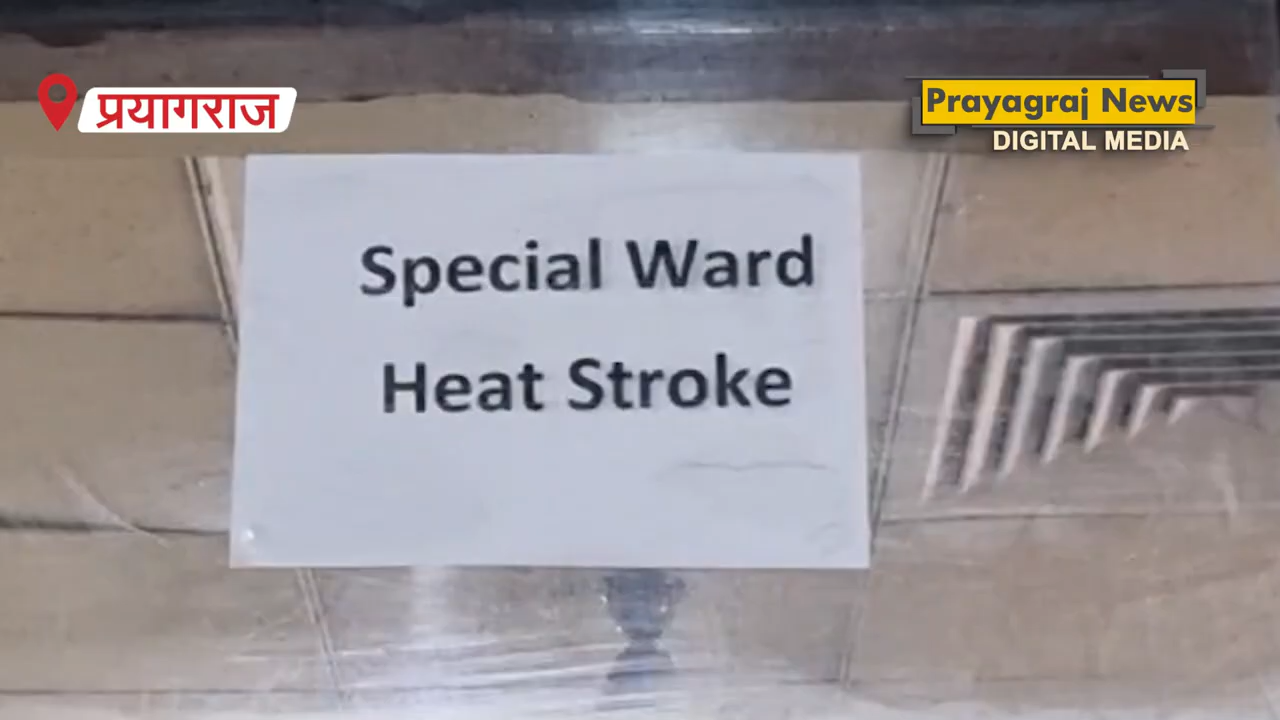 प्रयागराज
Prayagraj News
DIGITAL MEDIA
Special Ward
Heat Stroke